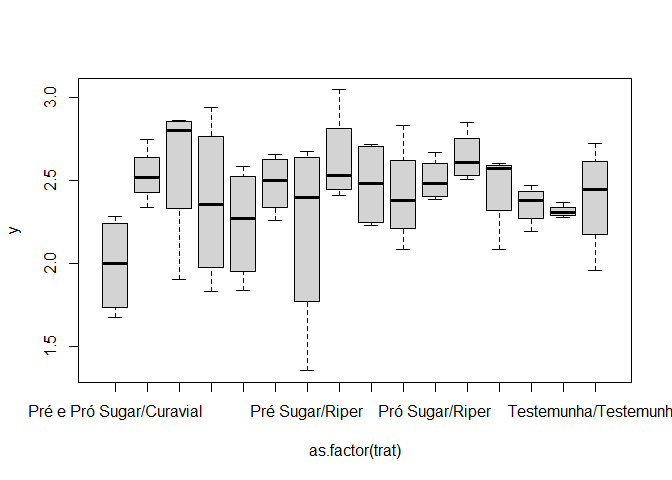 3.0
2.5
2.0
1.5
y
Pré e Pró Sugar/Curavial Pré Sugar/Riper Pró Sugar/Riper Testemunha/Testemunh
as.factor(trat)